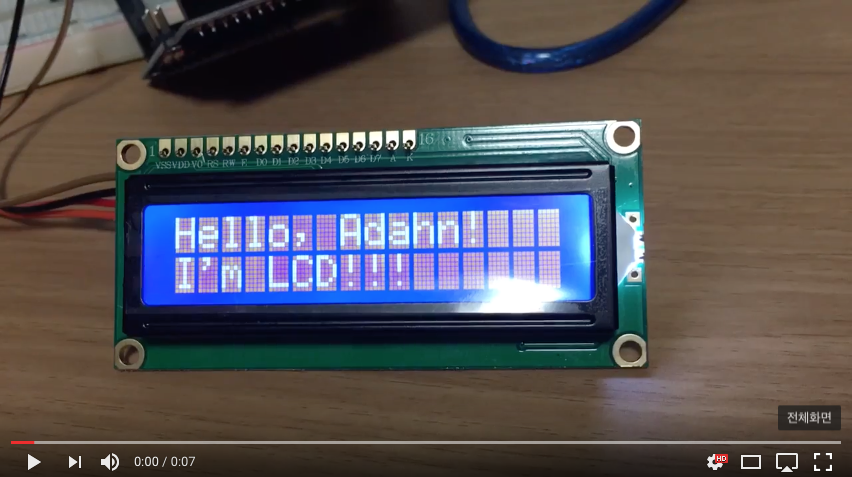 1 16
VSS VDD V0 RS RW E D0 D1 D2 D3 D4 D5 D6 D7 A K
Hello,
I'm LCD!!!
전체화면
0:00 / 0:07
HD